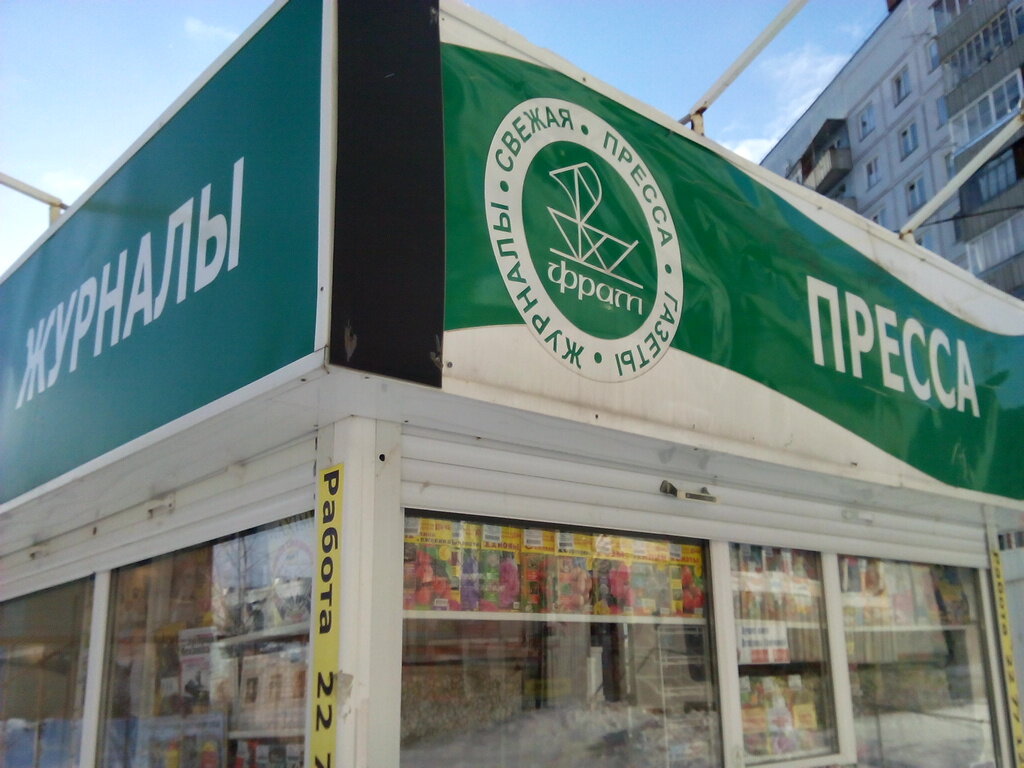 ЖУРНАЛЫ
СВЕЖАЯ • ПРЕССА • ГАЗЕТЫ • ЖУРНАЛЫ •
фрат
ПРЕССА
Работа 22